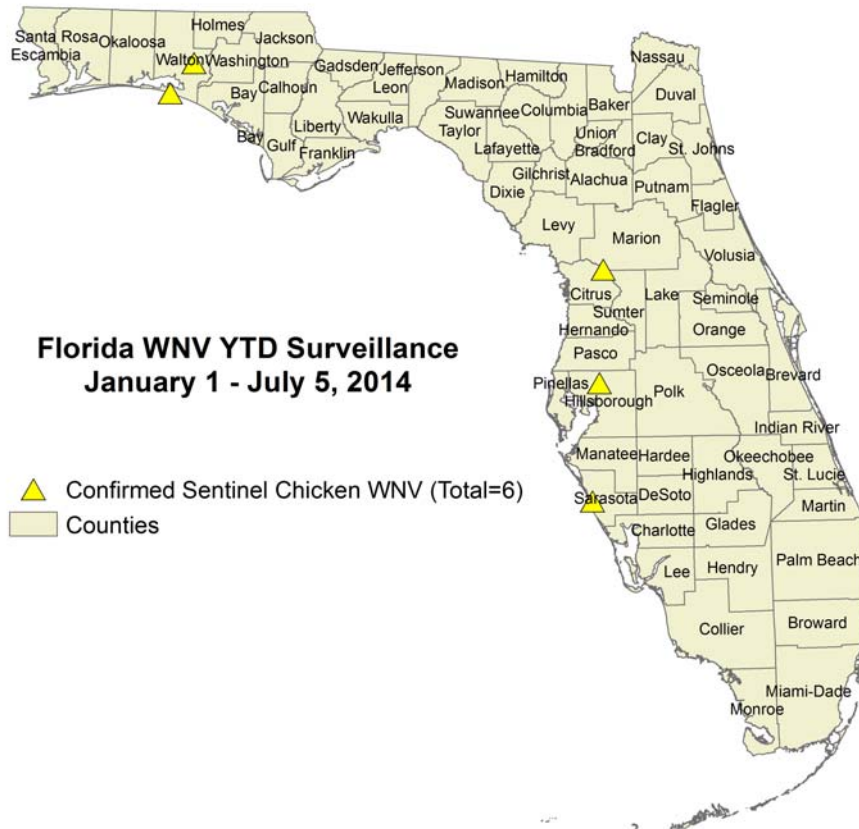 Holmes
Santa Rosa
Okaloosa
Jackson
Escambia
Walton
Washington
Gadsden
Jefferson
Leon
Madison
Hamilton
Nassau
Bay
Calhoun
Suwannee
Columbia
Baker
Duval
Bay
Liberty
Wakulla
Taylor
Union
Clay
Gulf
Franklin
Lafayette
Bradford
St. Johns
Gilchrist
Alachua
Dixie
Putnam
Flagler
Levy
Marion
Volusia
Citrus
Lake
Seminole
Sumter
Hernando
Orange
Florida WNV YTD Surveillance
January 1 - July 5, 2014
Pasco
Osceola
Brevard
Pinellas
Hillsborough
Polk
Indian River
Manatee
Hardee
Okeechobee
Highlands
St. Lucie
Confirmed Sentinel Chicken WNV (Total=6)
Sarasota
DeSoto
Martin
Counties
Charlotte
Glades
Lee
Hendry
Palm Beach
Collier
Broward
Miami-Dade
Monroe